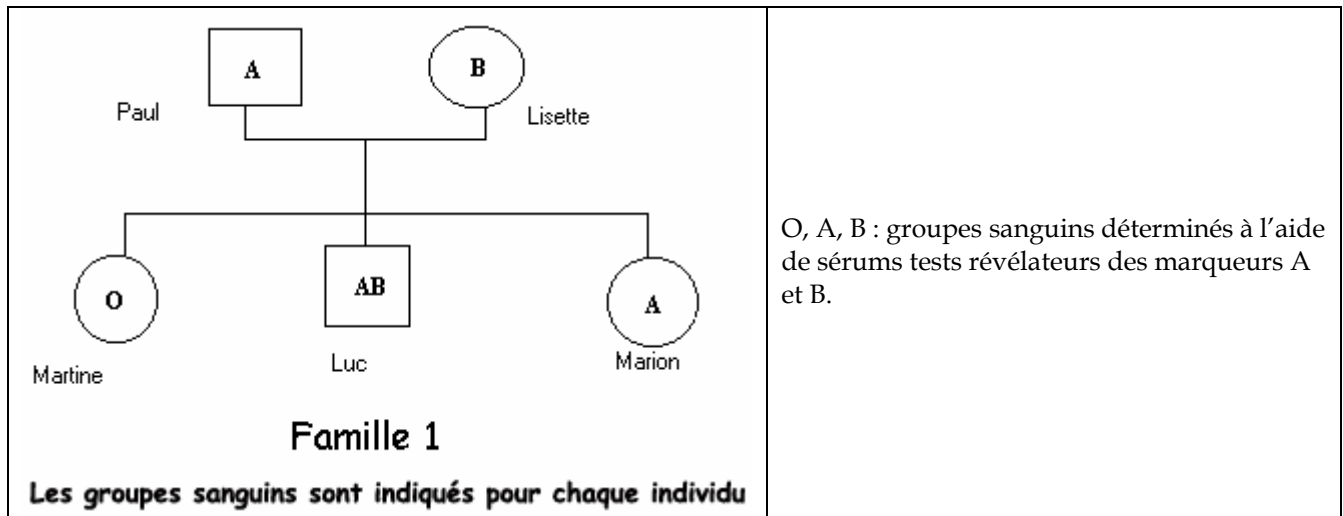 A
B
Paul
Lisette
O
AB
A
Martine
Luc
Marion
Famille 1
Les groupes sanguins sont indiqués pour chaque individu
O, A, B : groupes sanguins déterminés à l’aide
de sérums tests révélateurs des marqueurs A
et B.